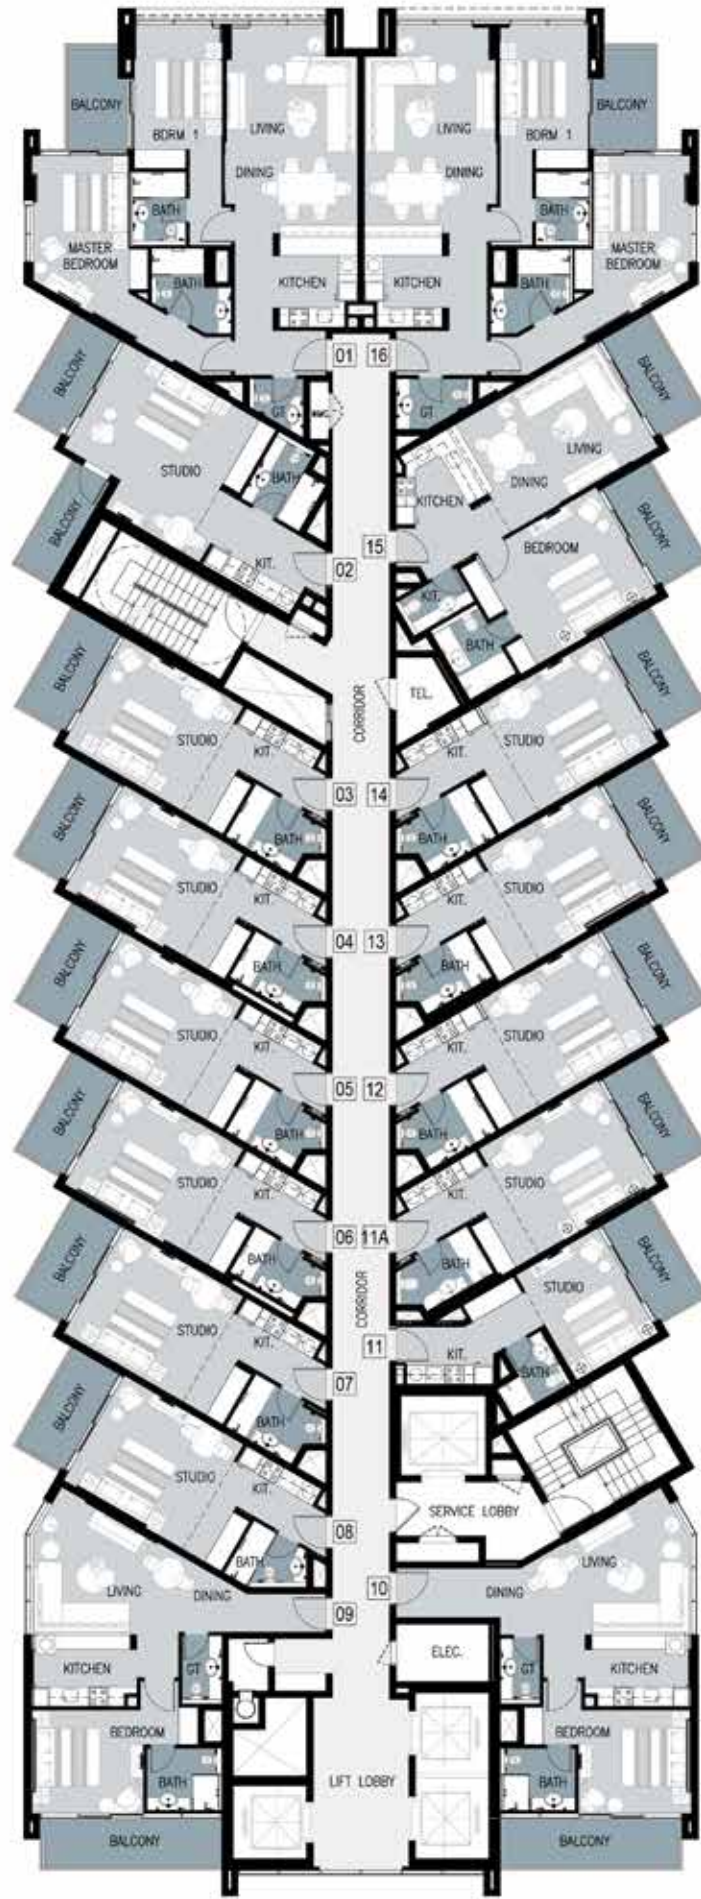 BALCONY
BDRM 1
LIVING
LIVING
BDRM 1
BALCONY
DINING
DINING
BATH
BATH
MASTER
BEDROOM
MASTER
BEDROOM
BATH
KITCHEN
KITCHEN
BATH
BALCONY
01
16
BALCONY
GT
GT
STUDIO
BATH
LIVING
DINING
KITCHEN
BALCONY
BALCONY
15
BEDROOM
KIT.
02
KIT.
BATH
BALCONY
TEL.
BALCONY
CORRIDOR
STUDIO
KIT.
KIT.
STUDIO
03
14
BALCONY
BATH
BATH
BALCONY
STUDIO
KIT.
KIT.
STUDIO
04
13
BALCONY
BATH
BATH
BALCONY
STUDIO
KIT.
KIT.
STUDIO
05
12
BALCONY
BATH
BATH
BALCONY
STUDIO
KIT.
KIT.
STUDIO
06
11A
BALCONY
BATH
BATH
BALCONY
CORRIDOR
STUDIO
STUDIO
KIT.
11
KIT.
07
BATH
BALCONY
BATH
STUDIO
KIT.
SERVICE LOBBY
08
BATH
LIVING
DINING
10
DINING
LIVING
09
ELEC.
KITCHEN
GT
GT
KITCHEN
BEDROOM
BEDROOM
BATH
LIFT LOBBY
BATH
BALCONY
BALCONY